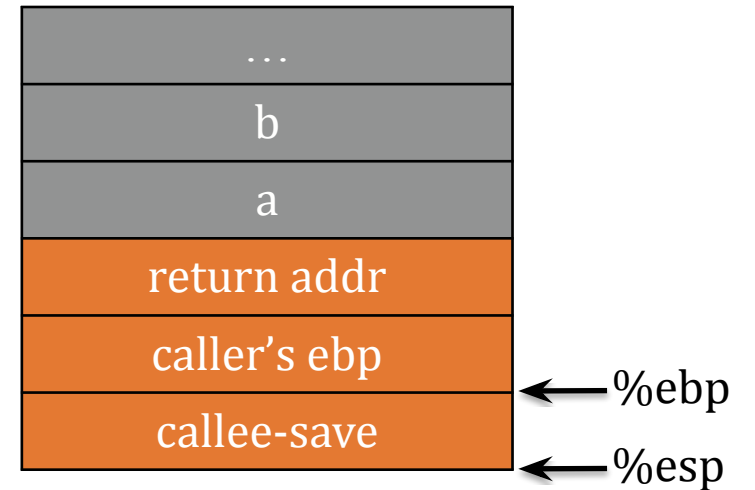 ...
b
a
return addr
caller’s ebp
%ebp
callee-save
%esp